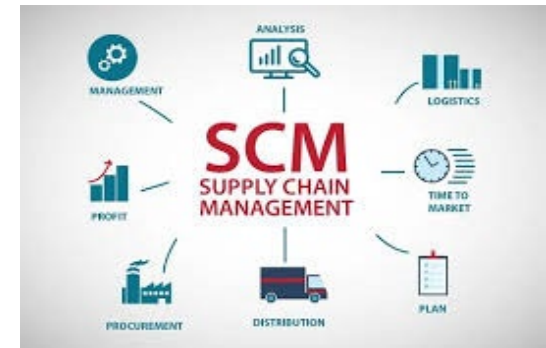 ANALYSIS
MANAGEMENT
LOGISTICS
SCM
SUPPLY CHAIN
MANAGEMENT
PROFIT
TIME TO
MARKET
PROCUREMENT
DISTRIBUTION
PLAN